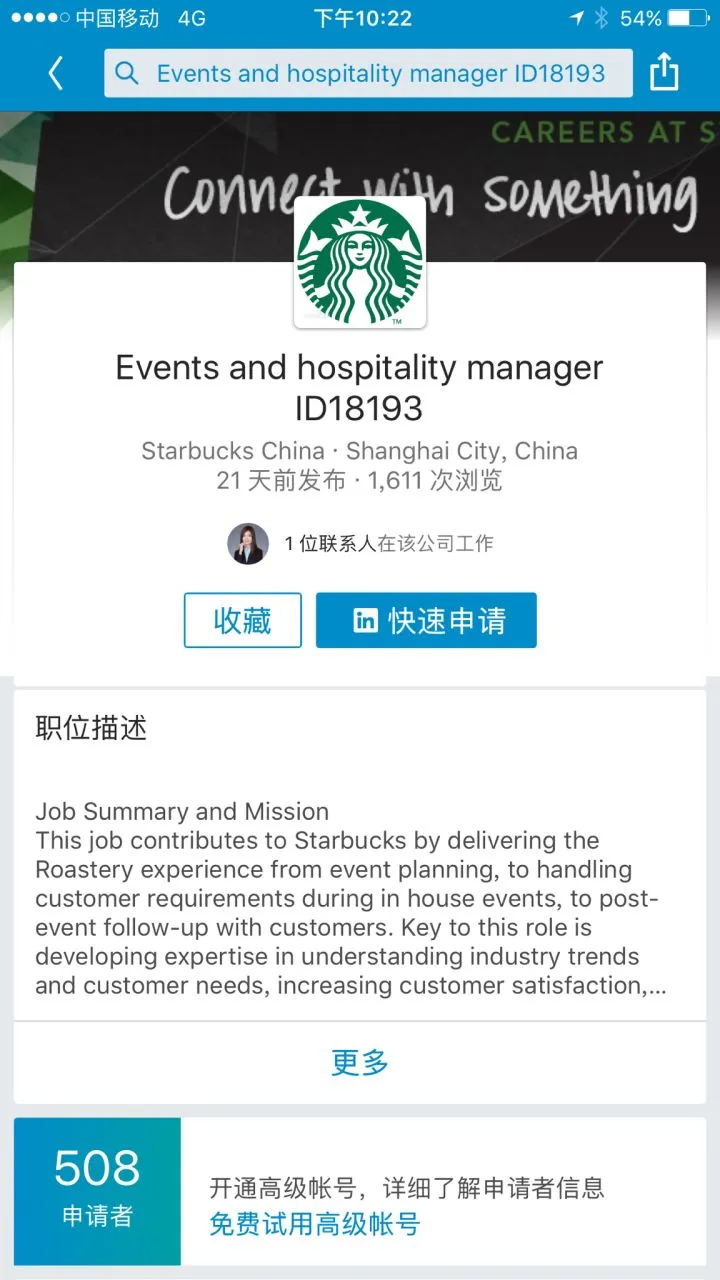 中国移动 4G 下午10:22 54%
Events and hospitality manager ID18193
CAREERS AT S
Connect with something
TM
Events and hospitality manager
ID18193
Starbucks China · Shanghai City, China
21 天前发布 · 1,611 次浏览
1 位联系人在该公司工作
收藏
in 快速申请
职位描述
Job Summary and Mission
This job contributes to Starbucks by delivering the
Roastery experience from event planning, to handling
customer requirements during in house events, to post-
event follow-up with customers. Key to this role is
developing expertise in understanding industry trends
and customer needs, increasing customer satisfaction,...
更多
508
申请者
开通高级帐号，详细了解申请者信息
免费试用高级帐号